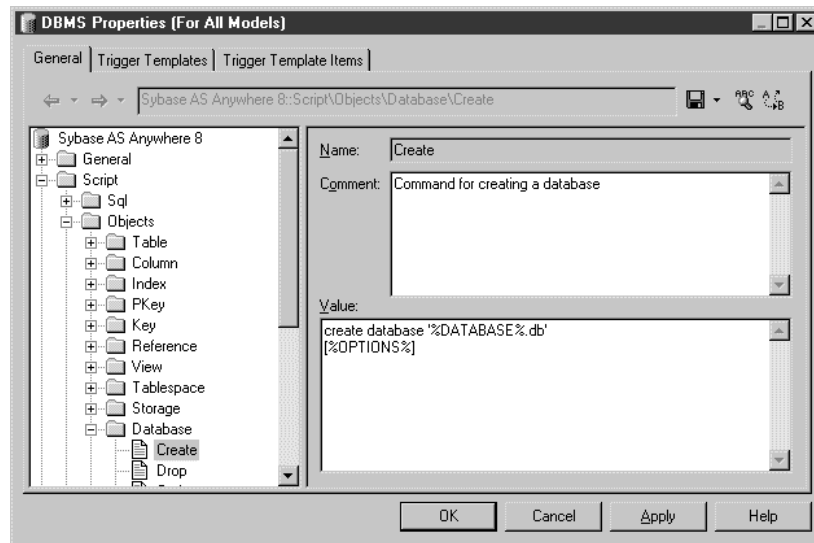 DBMS Properties (For All Models)
General Trigger Templates Trigger Template Items
Sybase AS Anywhere 8::Script\Objects\Database\Create
Sybase AS Anywhere 8
General
Script
Sql
Objects
Table
Column
Index
PKey
Key
Reference
View
Tablespace
Storage
Database
Create
Drop
Name: Create
Comment: Command for creating a database
Value:
create database '%DATABASE%.db'
[%OPTIONS%]
OK Cancel Apply Help